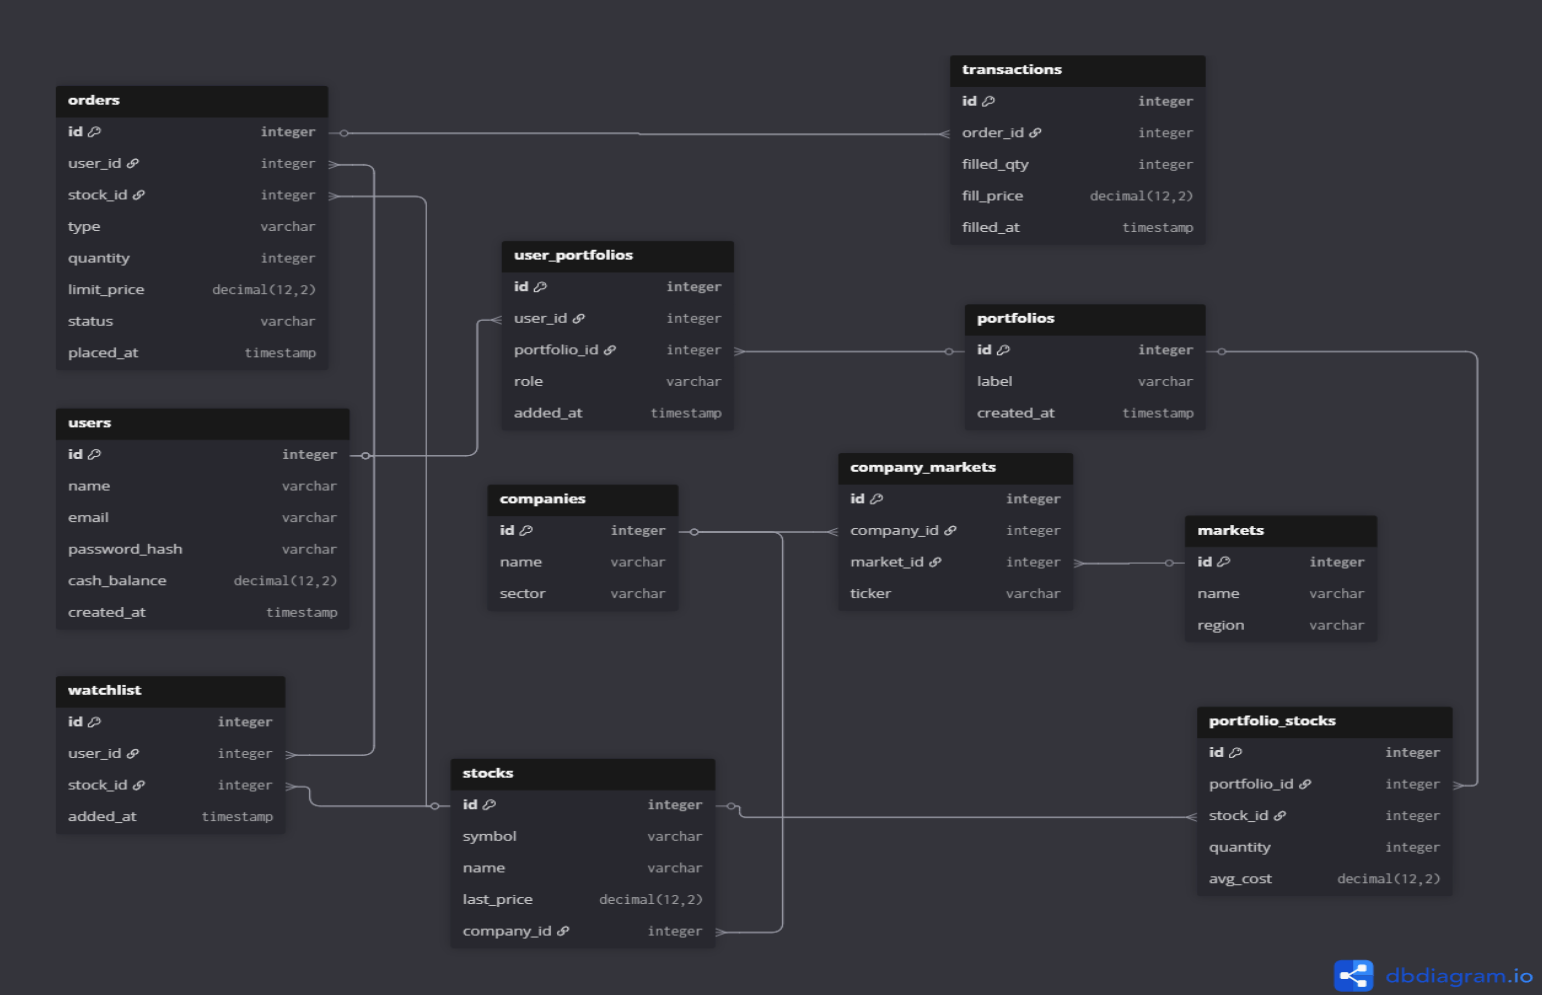 orders
id integer
user_id integer
stock_id integer
type varchar
quantity integer
limit_price decimal(12,2)
status varchar
placed_at timestamp
transactions
id integer
order_id integer
filled_qty integer
fill_price decimal(12,2)
filled_at timestamp
user_portfolios
id integer
user_id integer
portfolio_id integer
role varchar
added_at timestamp
portfolios
id integer
label varchar
created_at timestamp
users
id integer
name varchar
email varchar
password_hash varchar
cash_balance decimal(12,2)
created_at timestamp
companies
id integer
name varchar
sector varchar
company_markets
id integer
company_id integer
market_id integer
ticker varchar
markets
id integer
name varchar
region varchar
watchlist
id integer
user_id integer
stock_id integer
added_at timestamp
stocks
id integer
symbol varchar
name varchar
last_price decimal(12,2)
company_id integer
portfolio_stocks
id integer
portfolio_id integer
stock_id integer
quantity integer
avg_cost decimal(12,2)
dbdiagram.io